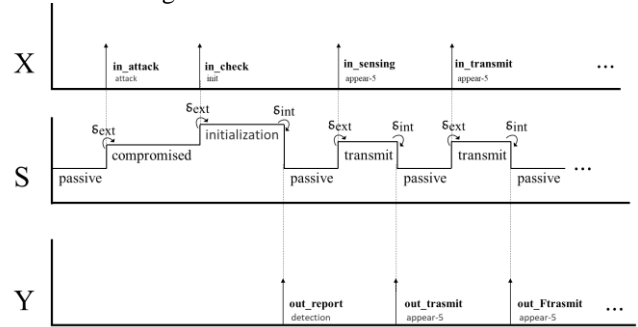 X
in_attack in_check in_sensing in_transmit
attack init appear-5 appear-5 ...
δext δint
initialization
δext δext δint δext δint
compromised transmit transmit
S ...
passive passive passive passive
Y
out_report out_trasmit out_Ftrasmit
detection appear-5 appear-5 ...